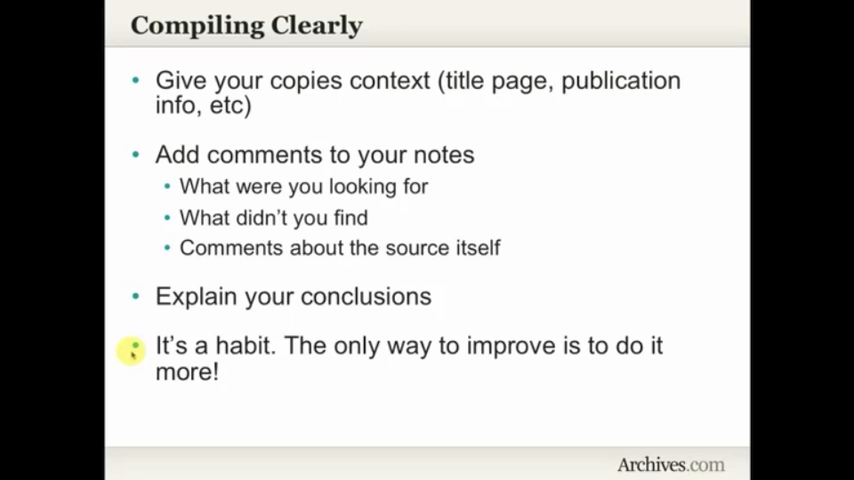 Compiling Clearly
• Give your copies context (title page, publication
info, etc)
• Add comments to your notes
• What were you looking for
• What didn't you find
• Comments about the source itself
• Explain your conclusions
• It's a habit. The only way to improve is to do it
more!
Archives.com